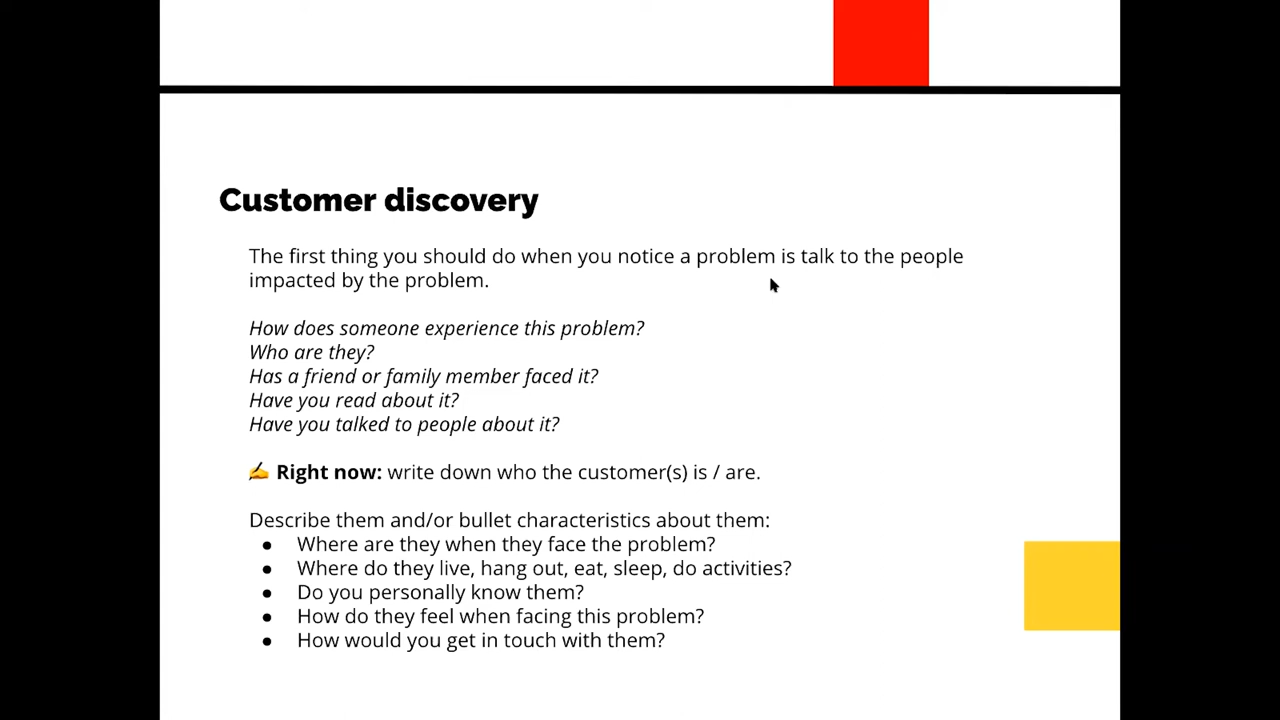 Customer discovery
The first thing you should do when you notice a problem is talk to the people
impacted by the problem.
How does someone experience this problem?
Who are they?
Has a friend or family member faced it?
Have you read about it?
Have you talked to people about it?
✍️ Right now: write down who the customer(s) is / are.
Describe them and/or bullet characteristics about them:
● Where are they when they face the problem?
● Where do they live, hang out, eat, sleep, do activities?
● Do you personally know them?
● How do they feel when facing this problem?
● How would you get in touch with them?